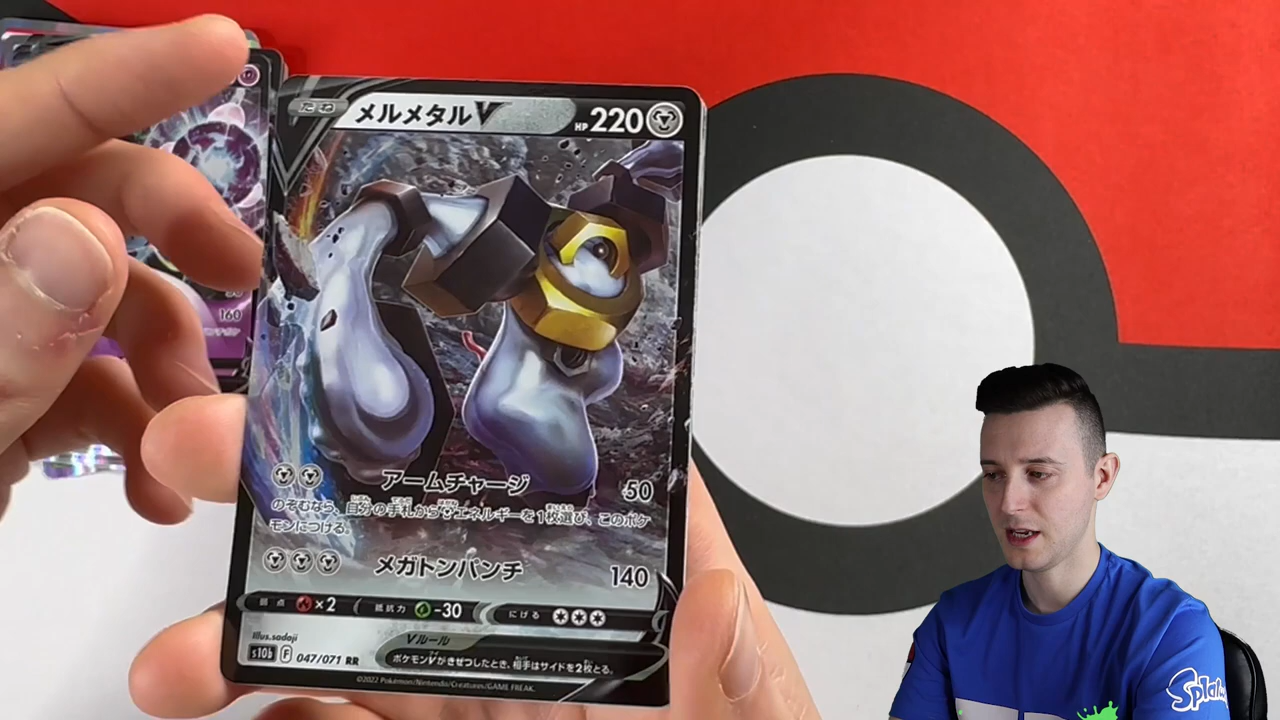 たね メルメタルV HP 220
アームチャージ 50
のぞむなら、自分の手札からエネルギーを1枚選び、このポケ
モンにつける。
メガトンパンチ 140
弱点 ×2 抵抗力 -30 にげる
Illus.sadaji
Vルール
s10b F 047/071 RR
ポケモンVがきぜつしたとき、相手はサイドを2枚とる。
©2022 Pokémon/Nintendo/Creatures/GAME FREAK.
160